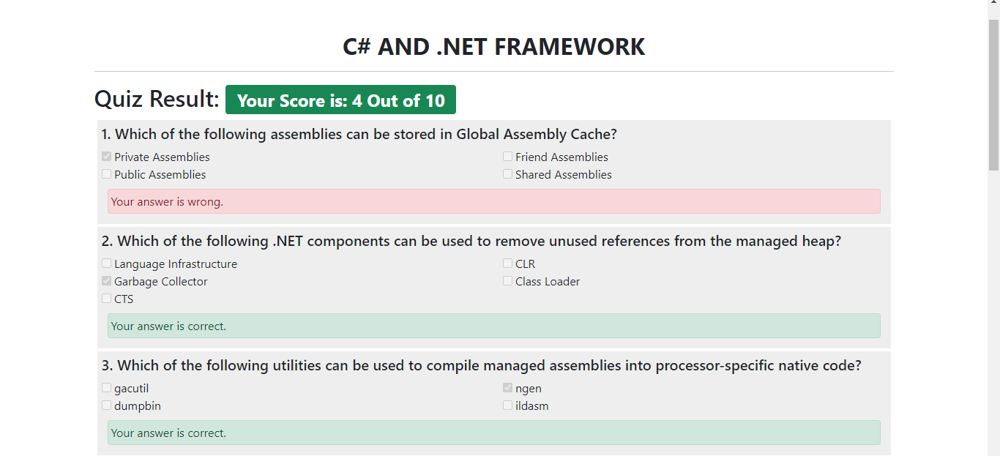 C# AND .NET FRAMEWORK
Quiz Result: Your Score is: 4 Out of 10
1. Which of the following assemblies can be stored in Global Assembly Cache?
Private Assemblies
Friend Assemblies
Public Assemblies
Shared Assemblies
Your answer is wrong.
2. Which of the following .NET components can be used to remove unused references from the managed heap?
Language Infrastructure
CLR
Garbage Collector
Class Loader
CTS
Your answer is correct.
3. Which of the following utilities can be used to compile managed assemblies into processor-specific native code?
gacutil
ngen
dumpbin
ildasm
Your answer is correct.